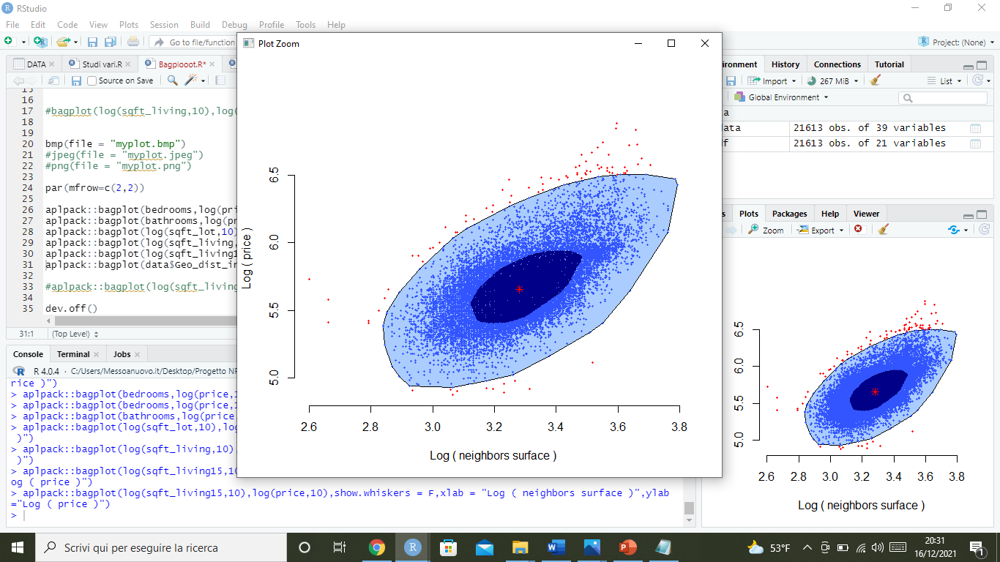 RStudio
File Edit Code View Plots Session Build Debug Profile Tools Help
Go to file/function
Project: (None)
DATA
Studi vari.R
Bagplooot.R*
Source on Save
16
17 #bagplot(log(sqft_living,10),log(
18
19
20 bmp(file = "myplot.bmp")
21 #jpeg(file = "myplot.jpeg")
22 #png(file = "myplot.png")
23
24 par(mfrow=c(2,2))
25
26 aplpack::bagplot(bedrooms,log(pri
27 aplpack::bagplot(bathrooms,log(pr
28 aplpack::bagplot(log(sqft_lot,10)
29 aplpack::bagplot(log(sqft_living,
30 aplpack::bagplot(log(sqft_living1
31 aplpack::bagplot(data$Geo_dist_in
32
33 #aplpack::bagplot(log(sqft_living
34
35 dev.off()
31:1 (Top Level)
Console Terminal Jobs
R 4.0.4 · C:/Users/Messoanuovo.it/Desktop/Progetto NP
rice )")
> aplpack::bagplot(bedrooms,log(price,1
> aplpack::bagplot(bedrooms,log(price,1
> aplpack::bagplot(bathrooms,log(price,
> aplpack::bagplot(log(sqft_lot,10),log
 )")
> aplpack::bagplot(log(sqft_living,10),
 )")
> aplpack::bagplot(log(sqft_living15,10
og ( price )")
> aplpack::bagplot(log(sqft_living15,10),log(price,10),show.whiskers = F,xlab = "Log ( neighbors surface )",ylab
="Log ( price )")
>
Plot Zoom
6.5
6.0
5.5
5.0
Log ( price )
2.6 3.0 3.2 3.4 3.6 3.8
Log ( neighbors surface )
ironment History Connections Tutorial
Import 267 MiB List
Global Environment
a
data 21613 obs. of 39 variables
f 21613 obs. of 21 variables
s Plots Packages Help Viewer
Zoom Export
6.5
6.0
5.5
5.0
2.6 3.0 3.2 3.4 3.6 3.8
Log ( neighbors surface )
Scrivi qui per eseguire la ricerca
53°F
20:31
16/12/2021
1